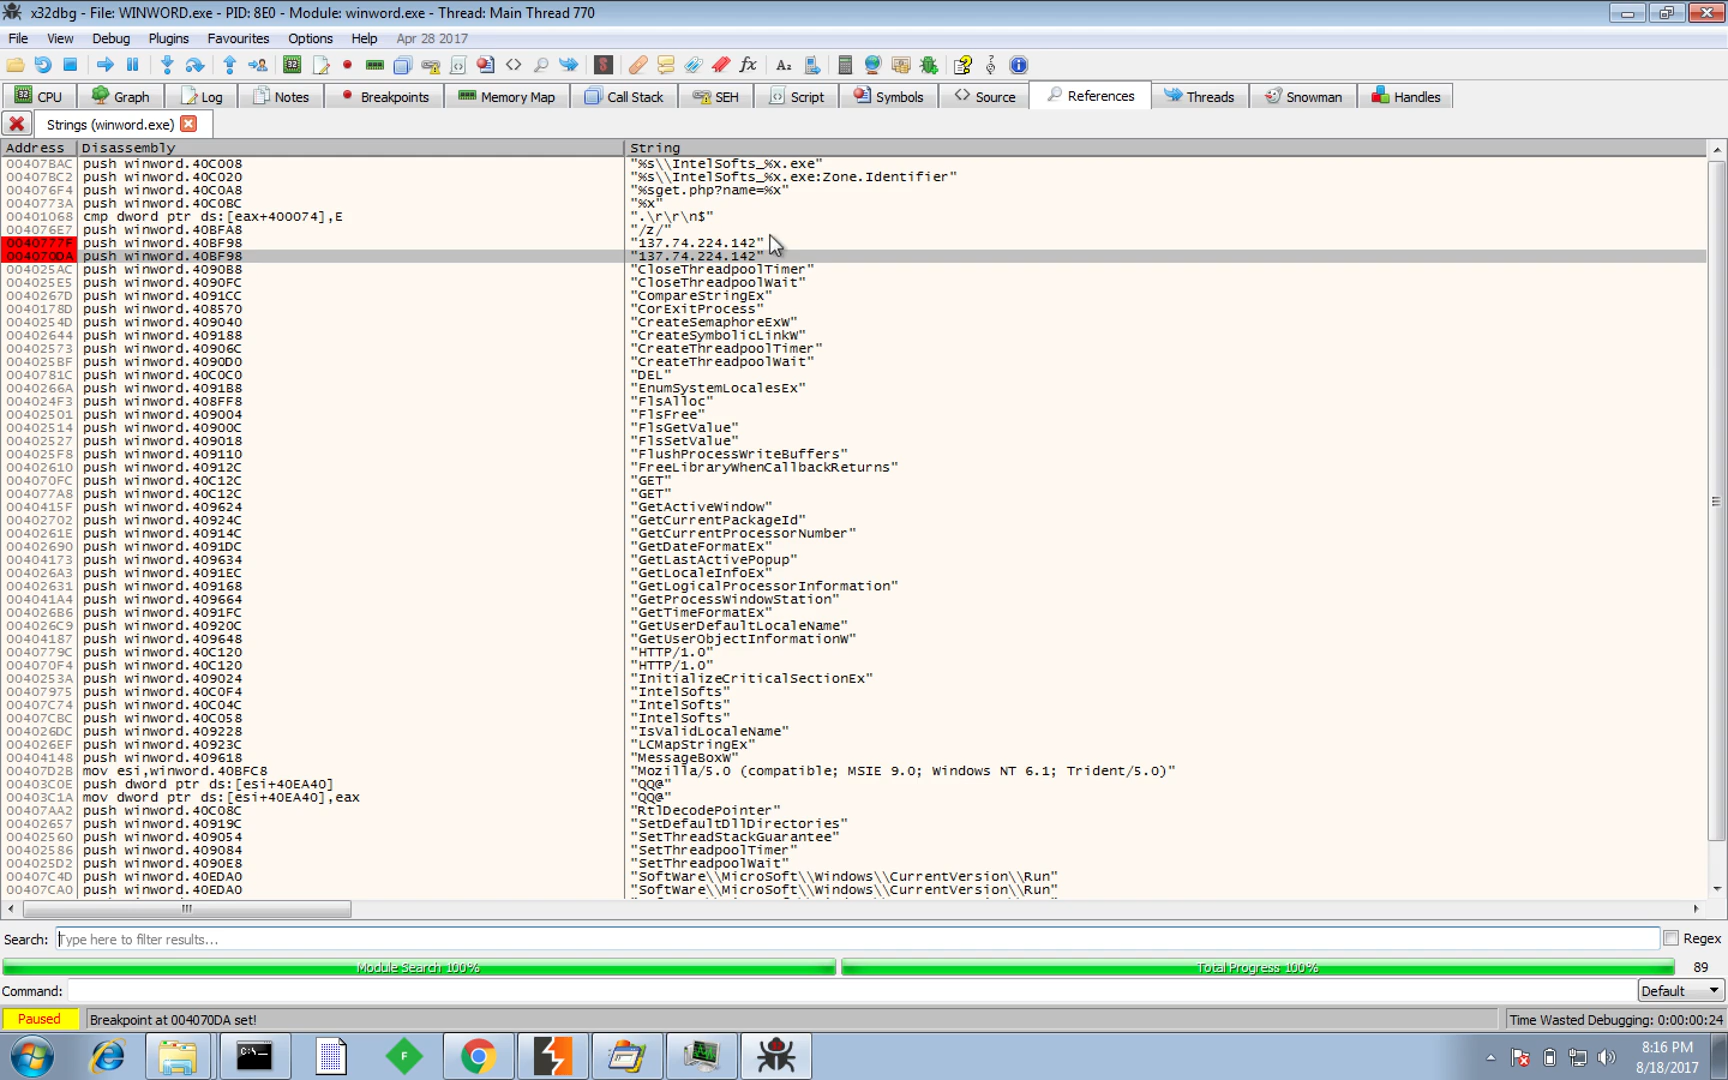 x32dbg - File: WINWORD.exe - PID: 8E0 - Module: winword.exe - Thread: Main Thread 770
File View Debug Plugins Favourites Options Help Apr 28 2017
CPU Graph Log Notes Breakpoints Memory Map Call Stack SEH Script Symbols Source References Threads Snowman Handles
Strings (winword.exe)
Address Disassembly String
00407BAC push winword.40C008 "%s\\IntelSofts_%x.exe"
00407BC2 push winword.40C020 "%s\\IntelSofts_%x.exe:Zone.Identifier"
004076F4 push winword.40C0A8 "%sget.php?name=%x"
0040773A push winword.40C0BC "%x"
00401068 cmp dword ptr ds:[eax+400074],E ".\r\r\n$"
004076E7 push winword.40BFA8 "/z/"
0040777F push winword.40BF98 "137.74.224.142"
004070DA push winword.40BF98 "137.74.224.142"
004025AC push winword.4090B8 "CloseThreadpoolTimer"
004025E5 push winword.4090FC "CloseThreadpoolWait"
0040267D push winword.4091CC "CompareStringEx"
0040178D push winword.408570 "CorExitProcess"
0040254D push winword.409040 "CreateSemaphoreExW"
00402644 push winword.409188 "CreateSymbolicLinkW"
00402573 push winword.40906C "CreateThreadpoolTimer"
004025BF push winword.4090D0 "CreateThreadpoolWait"
0040781C push winword.40C0C0 "DEL"
0040266A push winword.4091B8 "EnumSystemLocalesEx"
004024F3 push winword.408FF8 "FlsAlloc"
00402501 push winword.409004 "FlsFree"
00402514 push winword.40900C "FlsGetValue"
00402527 push winword.409018 "FlsSetValue"
004025F8 push winword.409110 "FlushProcessWriteBuffers"
00402610 push winword.40912C "FreeLibraryWhenCallbackReturns"
004070FC push winword.40C12C "GET"
004077A8 push winword.40C12C "GET"
0040415F push winword.409624 "GetActiveWindow"
00402702 push winword.40924C "GetCurrentPackageId"
0040261E push winword.40914C "GetCurrentProcessorNumber"
00402690 push winword.4091DC "GetDateFormatEx"
00404173 push winword.409634 "GetLastActivePopup"
004026A3 push winword.4091EC "GetLocaleInfoEx"
00402631 push winword.409168 "GetLogicalProcessorInformation"
004041A4 push winword.409664 "GetProcessWindowStation"
004026B6 push winword.4091FC "GetTimeFormatEx"
004026C9 push winword.40920C "GetUserDefaultLocaleName"
00404187 push winword.409648 "GetUserObjectInformationW"
0040779C push winword.40C120 "HTTP/1.0"
004070F4 push winword.40C120 "HTTP/1.0"
0040253A push winword.409024 "InitializeCriticalSectionEx"
00407975 push winword.40C0F4 "IntelSofts"
00407C74 push winword.40C04C "IntelSofts"
00407CBC push winword.40C058 "IntelSofts"
004026DC push winword.409228 "IsValidLocaleName"
004026EF push winword.40923C "LCMapStringEx"
00404148 push winword.409618 "MessageBoxW"
00407D2B mov esi,winword.40BFC8 "Mozilla/5.0 (compatible; MSIE 9.0; Windows NT 6.1; Trident/5.0)"
00403C0E push dword ptr ds:[esi+40EA40] "QQ@"
00403C1A mov dword ptr ds:[esi+40EA40],eax "QQ@"
00407AA2 push winword.40C08C "RtlDecodePointer"
00402657 push winword.40919C "SetDefaultDllDirectories"
00402560 push winword.409054 "SetThreadStackGuarantee"
00402586 push winword.409084 "SetThreadpoolTimer"
004025D2 push winword.4090E8 "SetThreadpoolWait"
00407C4D push winword.40EDA0 "SoftWare\\MicroSoft\\Windows\\CurrentVersion\\Run"
00407CA0 push winword.40EDA0 "SoftWare\\MicroSoft\\Windows\\CurrentVersion\\Run"
Search: Type here to filter results... Regex
Module Search 100% Total Progress 100% 89
Command: Default
Paused Breakpoint at 004070DA set! Time Wasted Debugging: 0:00:00:24
8:16 PM
8/18/2017